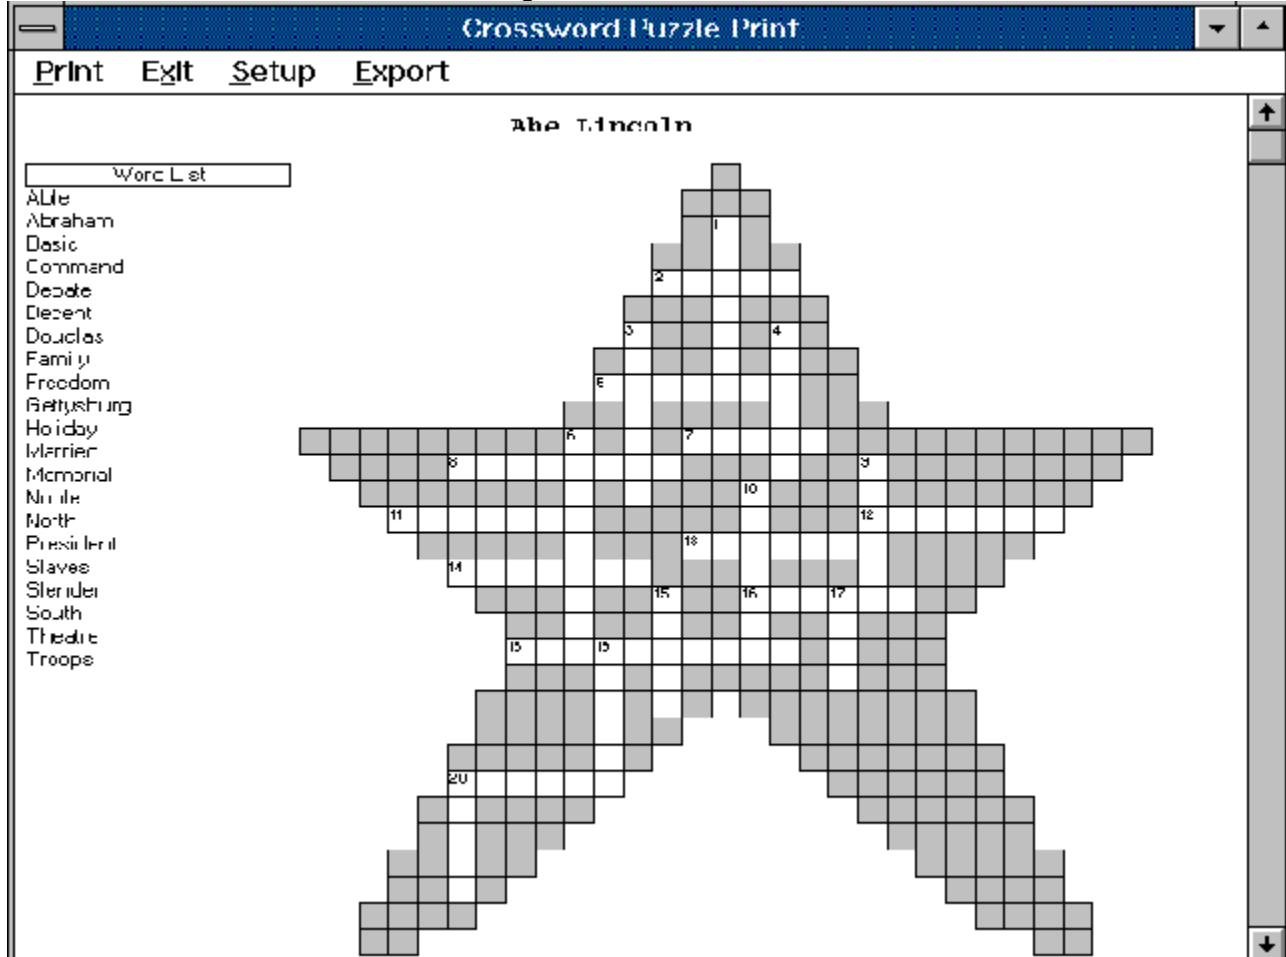 Crossword Puzzle Print
Print Exit Setup Export
Abe Lincoln
Word List
Able
Abraham
Basic
Command
Debate
Decent
Douglas
Family
Freedom
Gettysburg
Holiday
Married
Memorial
Noble
North
President
Slaves
Slender
South
Theatre
Troops
1
2
3 4
5
6 7
8 9
10
11 12
13
14
15 16 17
18 19
20